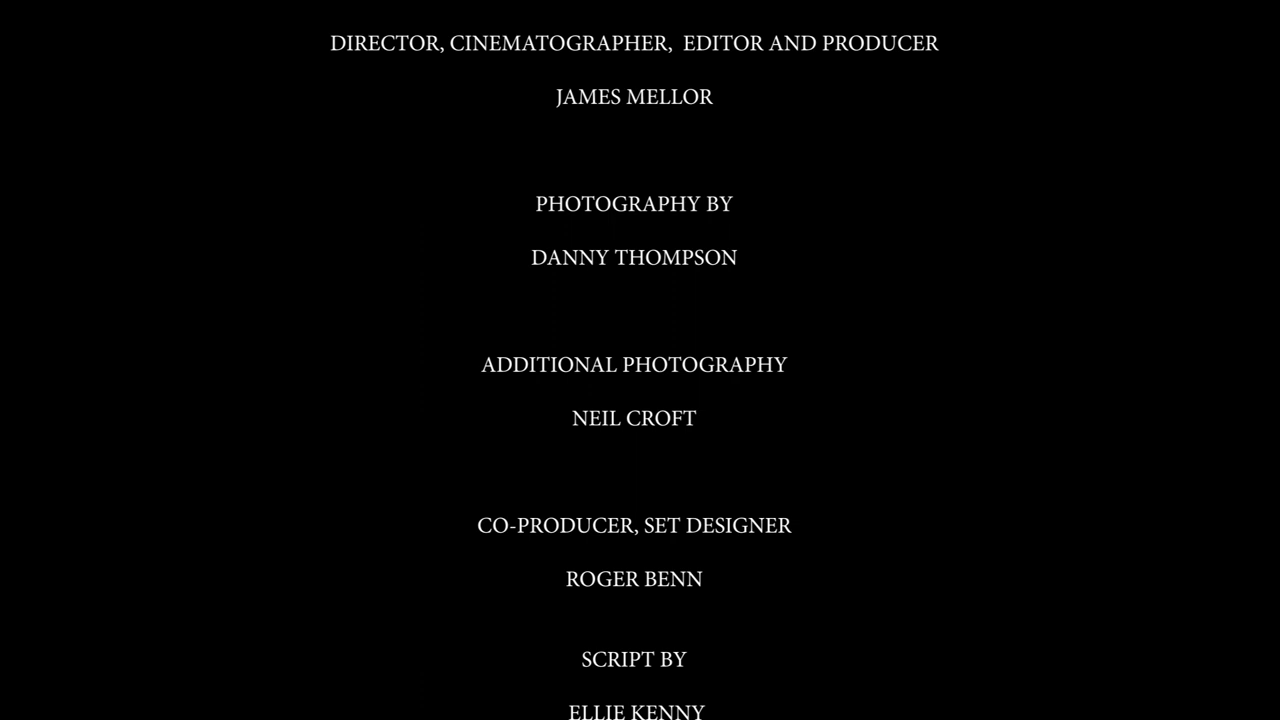 DIRECTOR, CINEMATOGRAPHER,  EDITOR AND PRODUCER
JAMES MELLOR
PHOTOGRAPHY BY
DANNY THOMPSON
ADDITIONAL PHOTOGRAPHY
NEIL CROFT
CO-PRODUCER, SET DESIGNER
ROGER BENN
SCRIPT BY
ELLIE KENNY